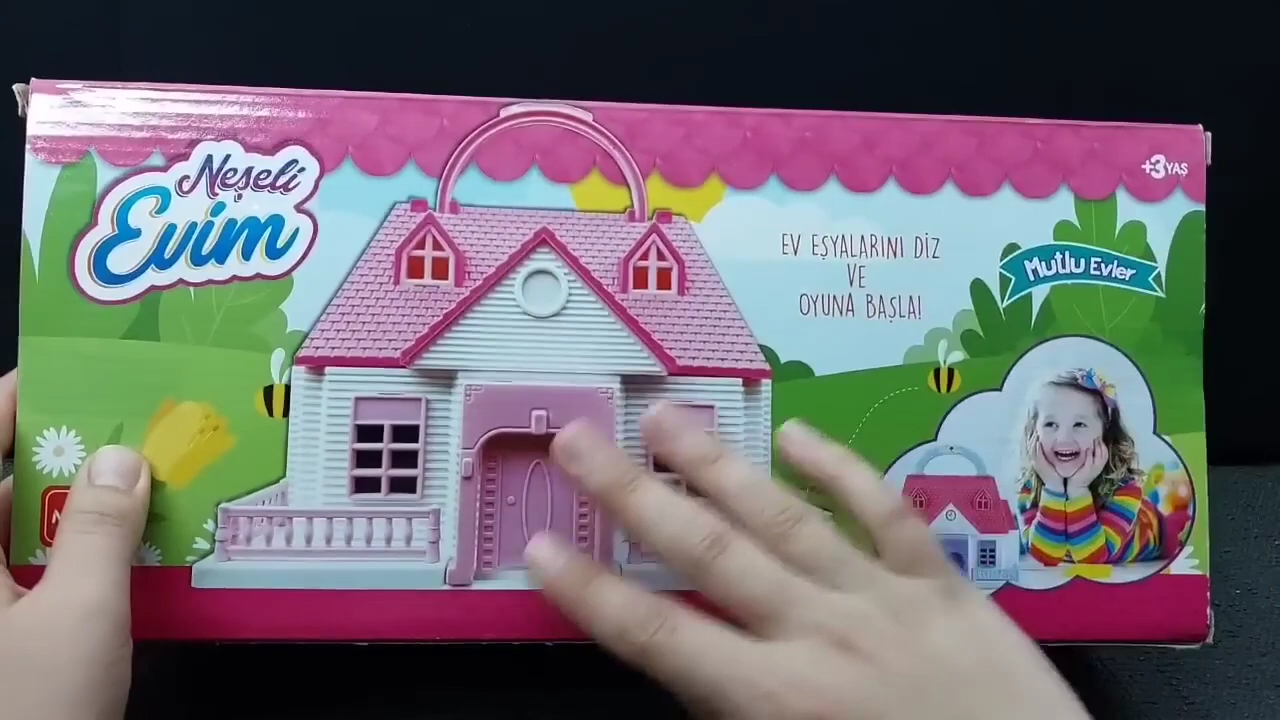 Neşeli
Evim
+3 YAŞ
EV EŞYALARINI DİZ
VE
OYUNA BAŞLA!
Mutlu Evler